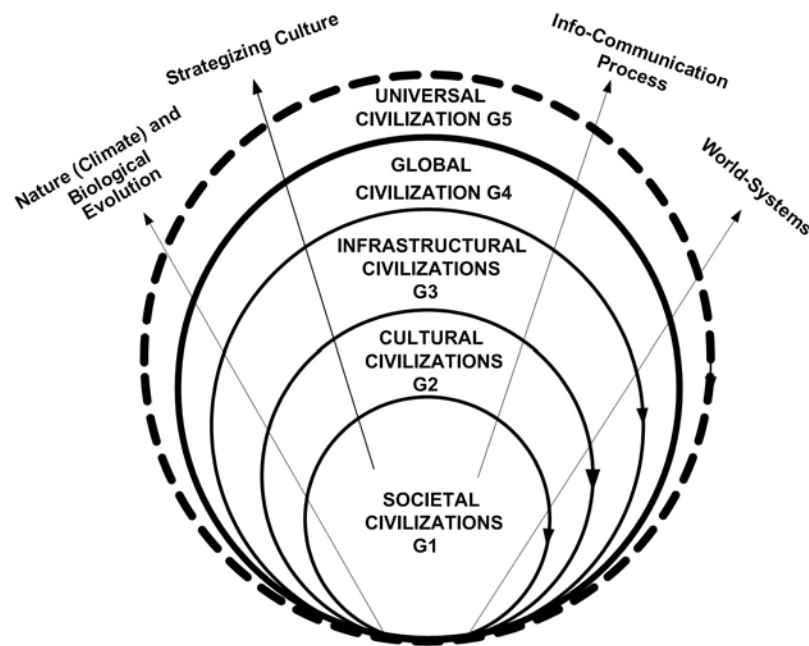 Strategizing Culture
Info-Communication
Process
Nature (Climate) and
Biological
Evolution
World-Systems
UNIVERSAL
CIVILIZATION G5
GLOBAL
CIVILIZATION G4
INFRASTRUCTURAL
CIVILIZATIONS
G3
CULTURAL
CIVILIZATIONS
G2
SOCIETAL
CIVILIZATIONS
G1